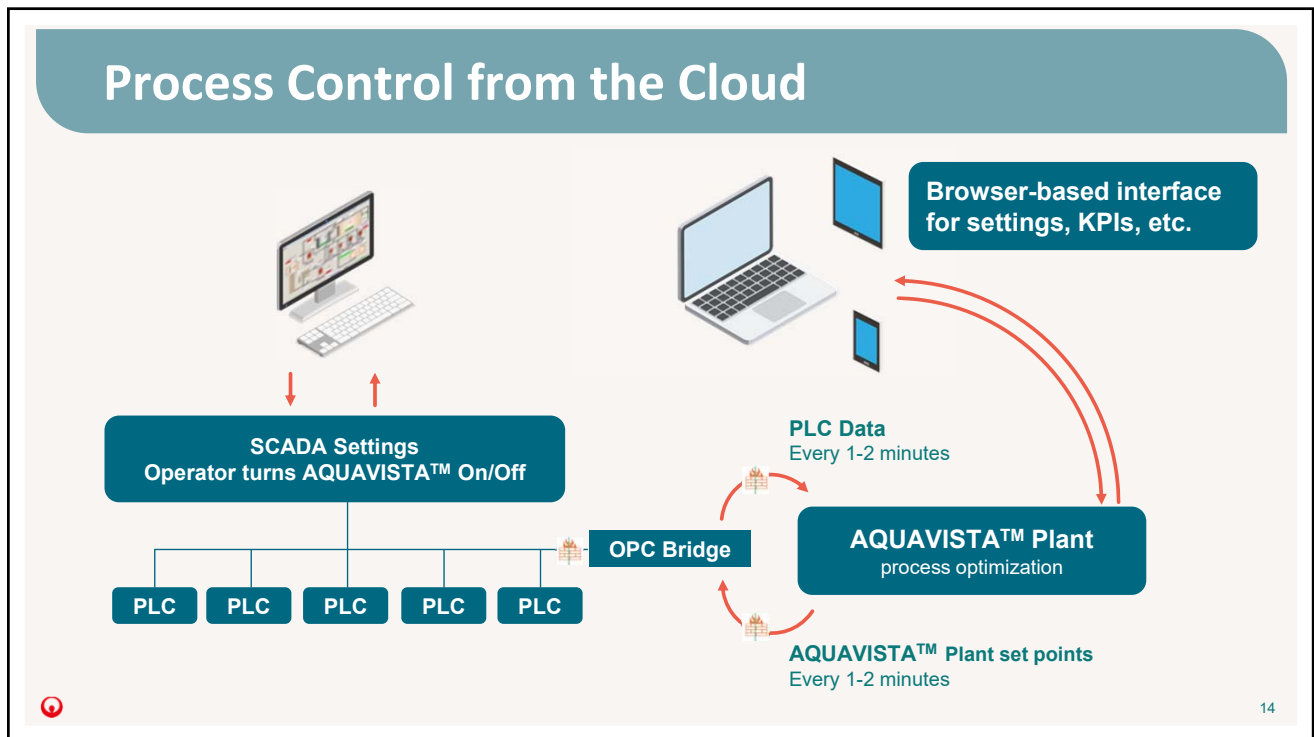 Process Control from the Cloud
Browser-based interface
for settings, KPIs, etc.
SCADA Settings
Operator turns AQUAVISTA™ On/Off
PLC Data
Every 1-2 minutes
OPC Bridge
AQUAVISTA™ Plant
process optimization
PLC
PLC
PLC
PLC
PLC
AQUAVISTA™ Plant set points
Every 1-2 minutes
14